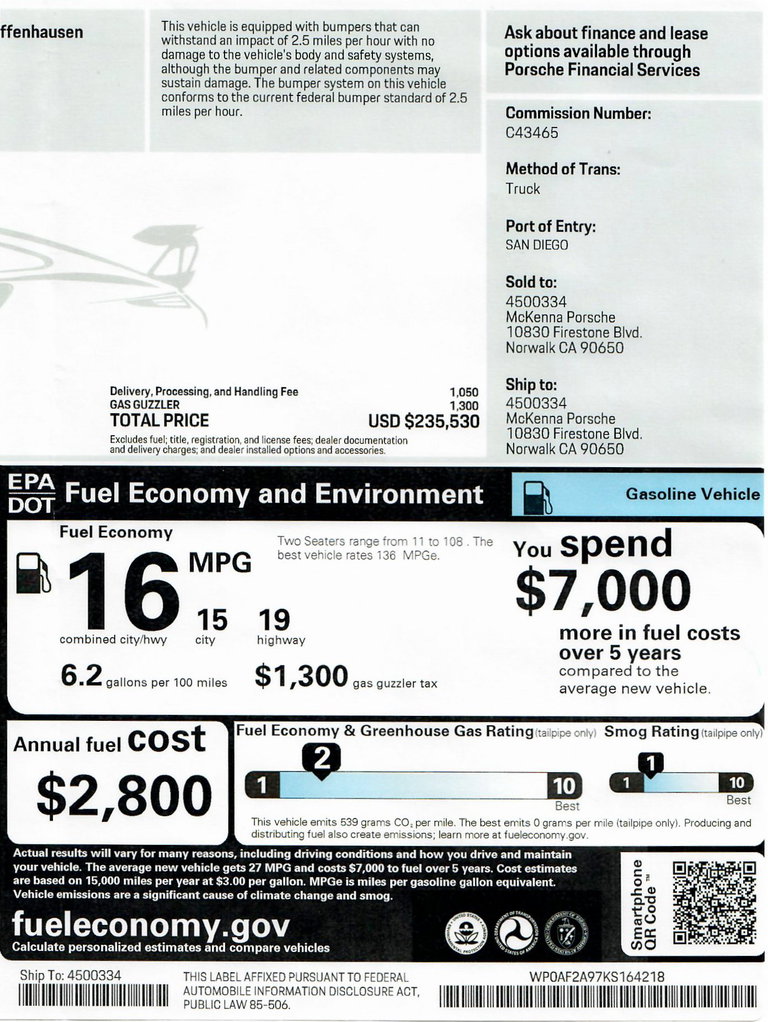 ffenhausen
This vehicle is equipped with bumpers that can
withstand an impact of 2.5 miles per hour with no
damage to the vehicle's body and safety systems,
although the bumper and related components may
sustain damage. The bumper system on this vehicle
conforms to the current federal bumper standard of 2.5
miles per hour.
Ask about finance and lease
options available through
Porsche Financial Services
Commission Number:
C43465
Method of Trans:
Truck
Port of Entry:
SAN DIEGO
Sold to:
4500334
McKenna Porsche
10830 Firestone Blvd.
Norwalk CA 90650
Ship to:
4500334
McKenna Porsche
10830 Firestone Blvd.
Norwalk CA 90650
Delivery, Processing, and Handling Fee 1,050
GAS GUZZLER 1,300
TOTAL PRICE USD $235,530
Excludes fuel; title, registration, and license fees; dealer documentation
and delivery charges; and dealer installed options and accessories.
EPA
DOT
Fuel Economy and Environment
Gasoline Vehicle
Fuel Economy
16 MPG
combined city/hwy
15
city
19
highway
Two Seaters range from 11 to 108 . The
best vehicle rates 136 MPGe.
6.2 gallons per 100 miles
$1,300 gas guzzler tax
You spend
$7,000
more in fuel costs
over 5 years
compared to the
average new vehicle.
Annual fuel cost
$2,800
Fuel Economy & Greenhouse Gas Rating (tailpipe only)
2
1 10
Best
Smog Rating (tailpipe only)
1
1 10
Best
This vehicle emits 539 grams CO₂ per mile. The best emits 0 grams per mile (tailpipe only). Producing and
distributing fuel also create emissions; learn more at fueleconomy.gov.
Actual results will vary for many reasons, including driving conditions and how you drive and maintain
your vehicle. The average new vehicle gets 27 MPG and costs $7,000 to fuel over 5 years. Cost estimates
are based on 15,000 miles per year at $3.00 per gallon. MPGe is miles per gasoline gallon equivalent.
Vehicle emissions are a significant cause of climate change and smog.
fueleconomy.gov
Calculate personalized estimates and compare vehicles
Smartphone
QR Code™
Ship To: 4500334
THIS LABEL AFFIXED PURSUANT TO FEDERAL
AUTOMOBILE INFORMATION DISCLOSURE ACT,
PUBLIC LAW 85-506.
WP0AF2A97KS164218